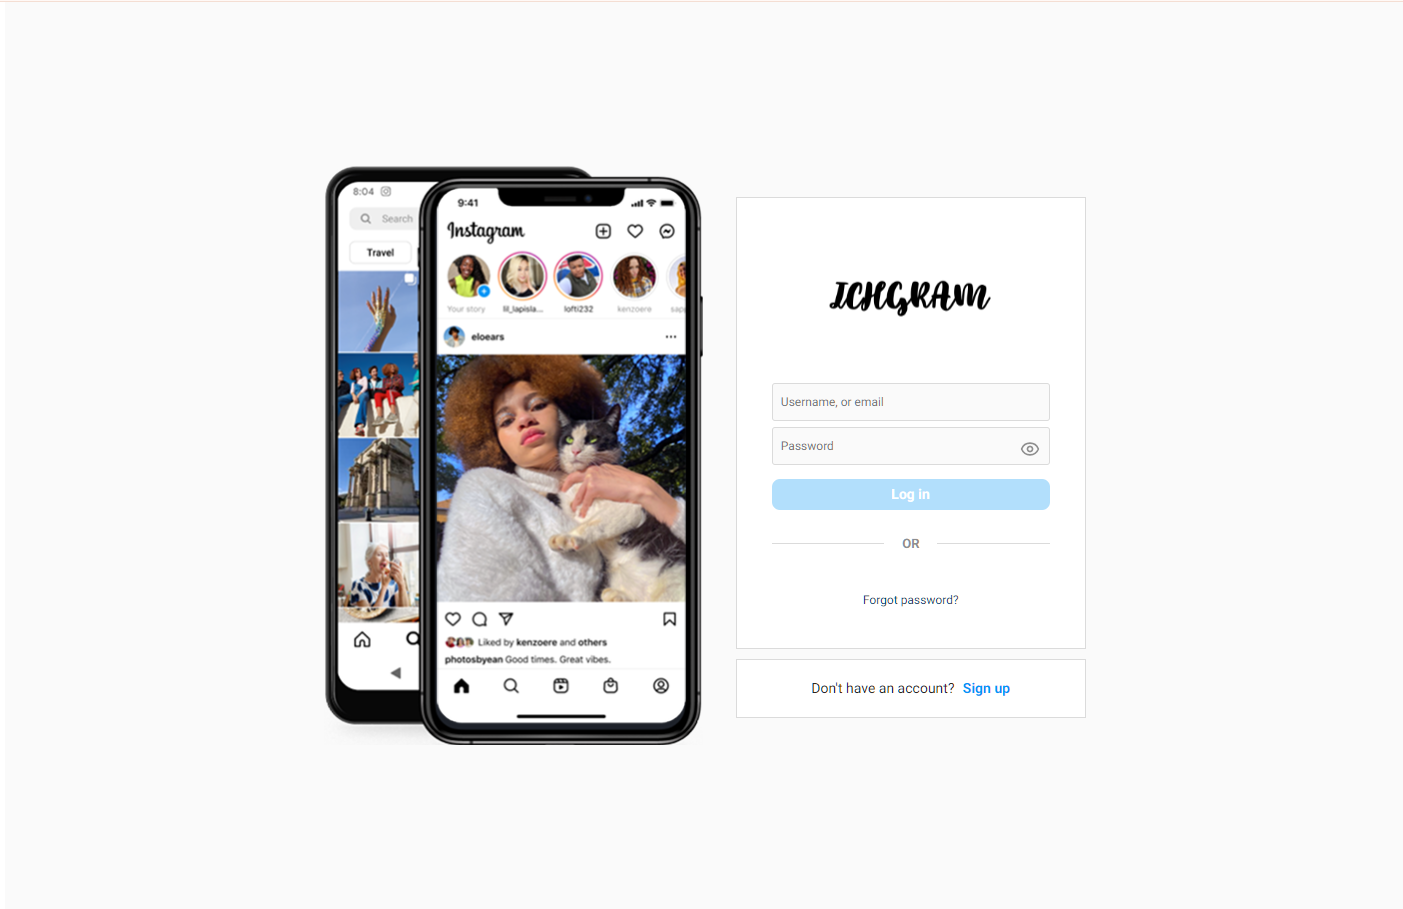 8:04
Search
Travel
9:41
Instagram
Your story
lil_lapisla...
lofti232
kenzoere
sapp
eloears
Liked by kenzoere and others
photosbyean Good times. Great vibes.
ICHGRAM
Username, or email
Password
Log in
OR
Forgot password?
Don't have an account? Sign up